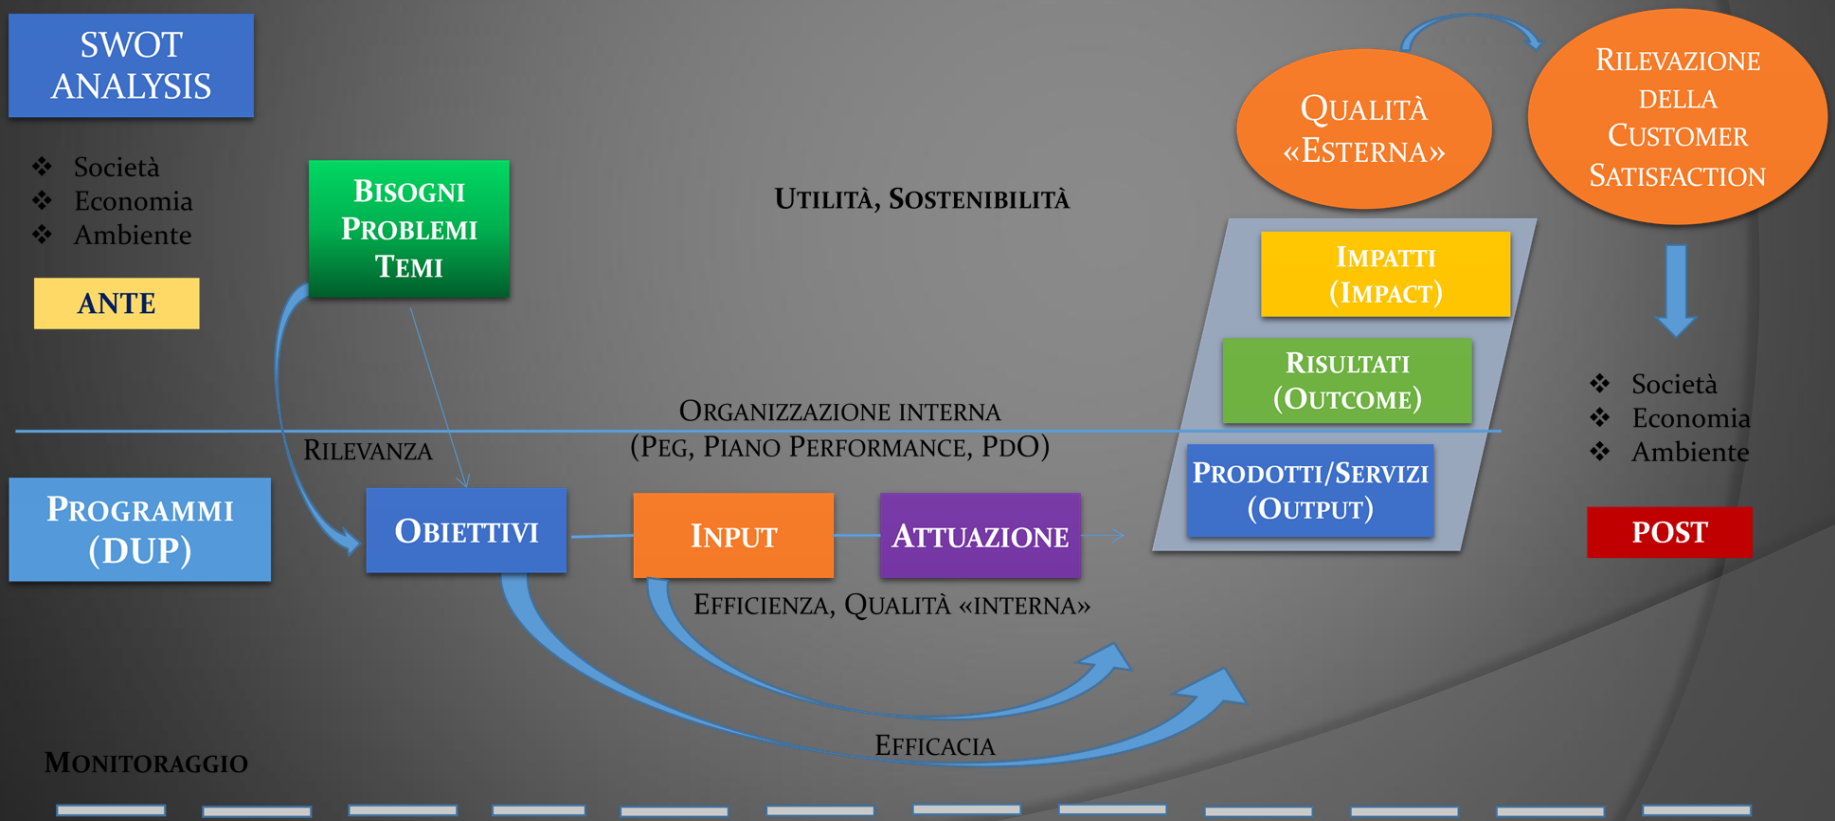 SWOT
ANALYSIS
❖ Società
❖ Economia
❖ Ambiente
ANTE
BISOGNI
PROBLEMI
TEMI
UTILITÀ, SOSTENIBILITÀ
QUALITÀ
«ESTERNA»
RILEVAZIONE
DELLA
CUSTOMER
SATISFACTION
IMPATTI
(IMPACT)
RISULTATI
(OUTCOME)
PRODOTTI/SERVIZI
(OUTPUT)
❖ Società
❖ Economia
❖ Ambiente
POST
ORGANIZZAZIONE INTERNA
(PEG, PIANO PERFORMANCE, PDO)
RILEVANZA
PROGRAMMI
(DUP)
OBIETTIVI
INPUT
ATTUAZIONE
EFFICIENZA, QUALITÀ «INTERNA»
EFFICACIA
MONITORAGGIO